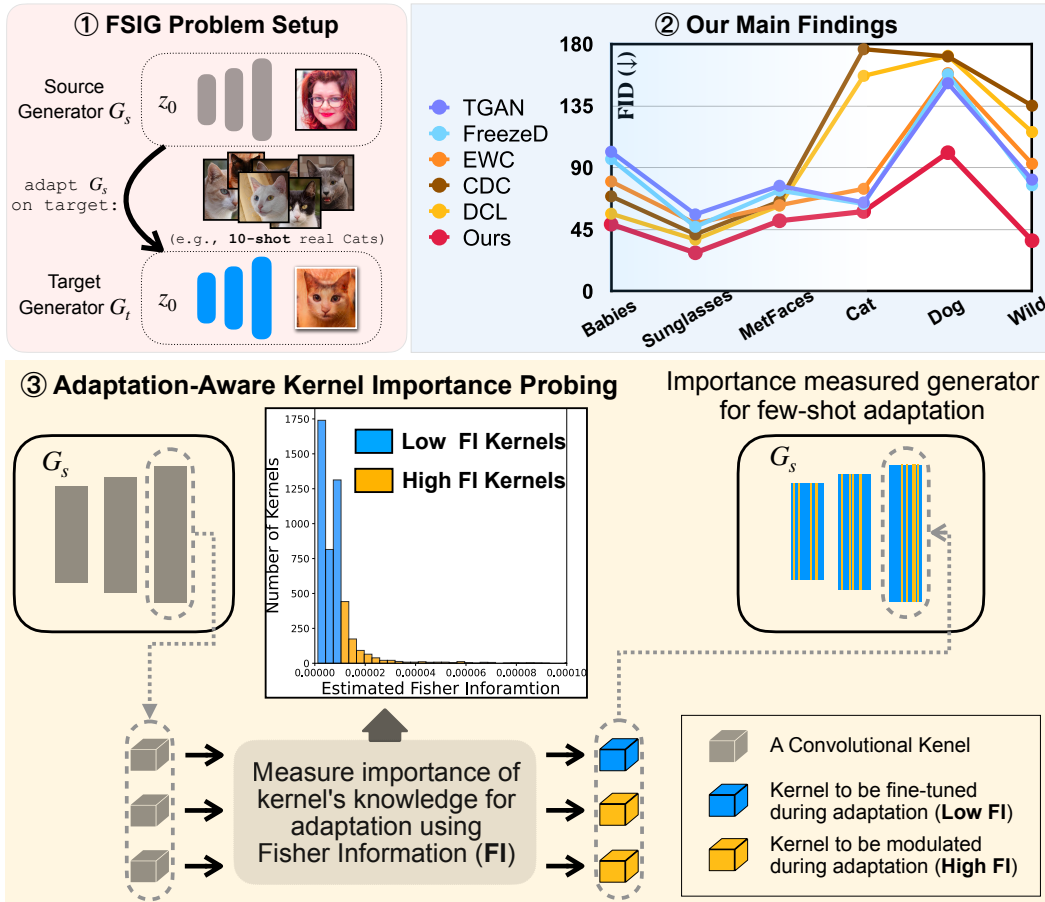 ① FSIG Problem Setup
Source
Generator G_s
z_0
adapt G_s
on target:
(e.g., 10-shot real Cats)
Target
Generator G_t
z_0
② Our Main Findings
TGAN
FreezeD
EWC
CDC
DCL
Ours
FID (↓)
180
135
90
45
0
Babies
Sunglasses
MetFaces
Cat
Dog
Wild
③ Adaptation-Aware Kernel Importance Probing
G_s
Number of Kernels
1750
1500
1250
1000
750
500
250
0
0.00000
0.00002
0.00004
0.00006
0.00008
0.00010
Estimated Fisher Inforamtion
Low FI Kernels
High FI Kernels
Importance measured generator
for few-shot adaptation
G_s
Measure importance of
kernel's knowledge for
adaptation using
Fisher Information (FI)
A Convolutional Kenel
Kernel to be fine-tuned
during adaptation (Low FI)
Kernel to be modulated
during adaptation (High FI)